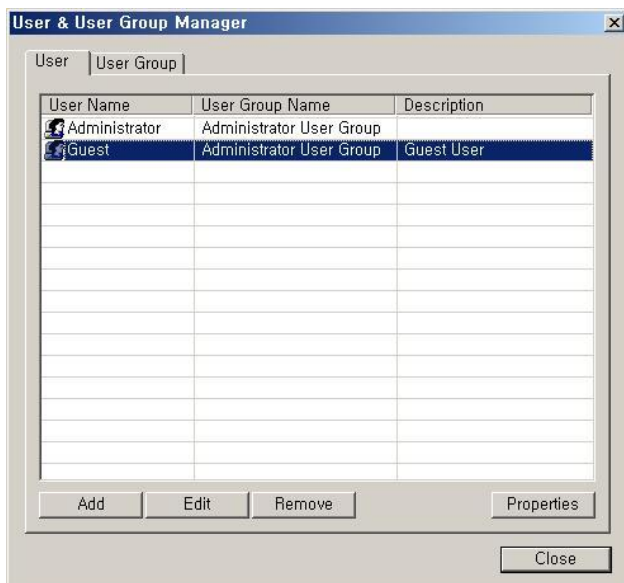 User & User Group Manager
User User Group
User Name User Group Name Description
Administrator Administrator User Group
Guest Administrator User Group Guest User
Add Edit Remove Properties
Close